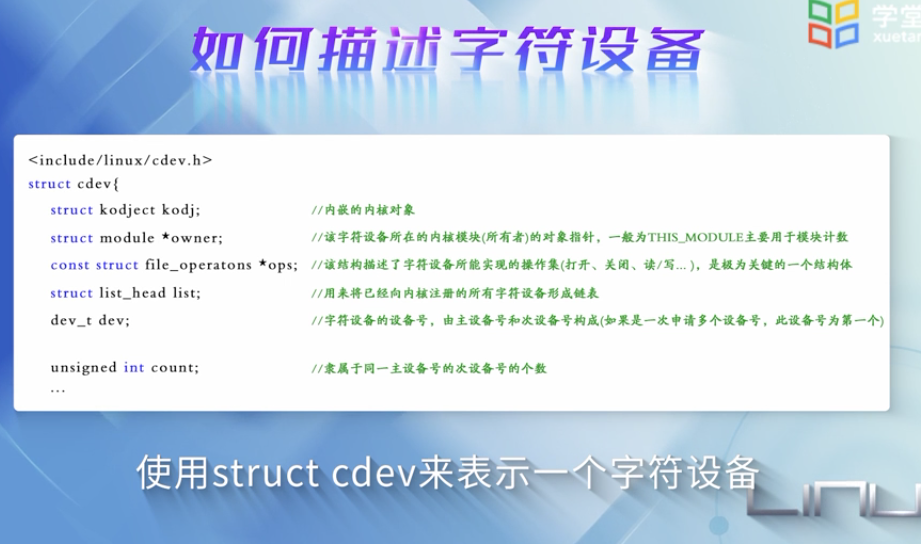 如何描述字符设备
学堂
xuetan
<include/linux/cdev.h>
struct cdev{
struct kodject kodj; //内嵌的内核对象
struct module *owner; //该字符设备所在的内核模块(所有者)的对象指针，一般为THIS_MODULE主要用于模块计数
const struct file_operatons *ops; //该结构描述了字符设备所能实现的操作集(打开、关闭、读/写... )，是极为关键的一个结构体
struct list_head list; //用来将已经向内核注册的所有字符设备形成链表
dev_t dev; //字符设备的设备号，由主设备号和次设备号构成(如果是一次申请多个设备号，此设备号为第一个)
unsigned int count; //隶属于同一主设备号的次设备号的个数
...
使用struct cdev来表示一个字符设备